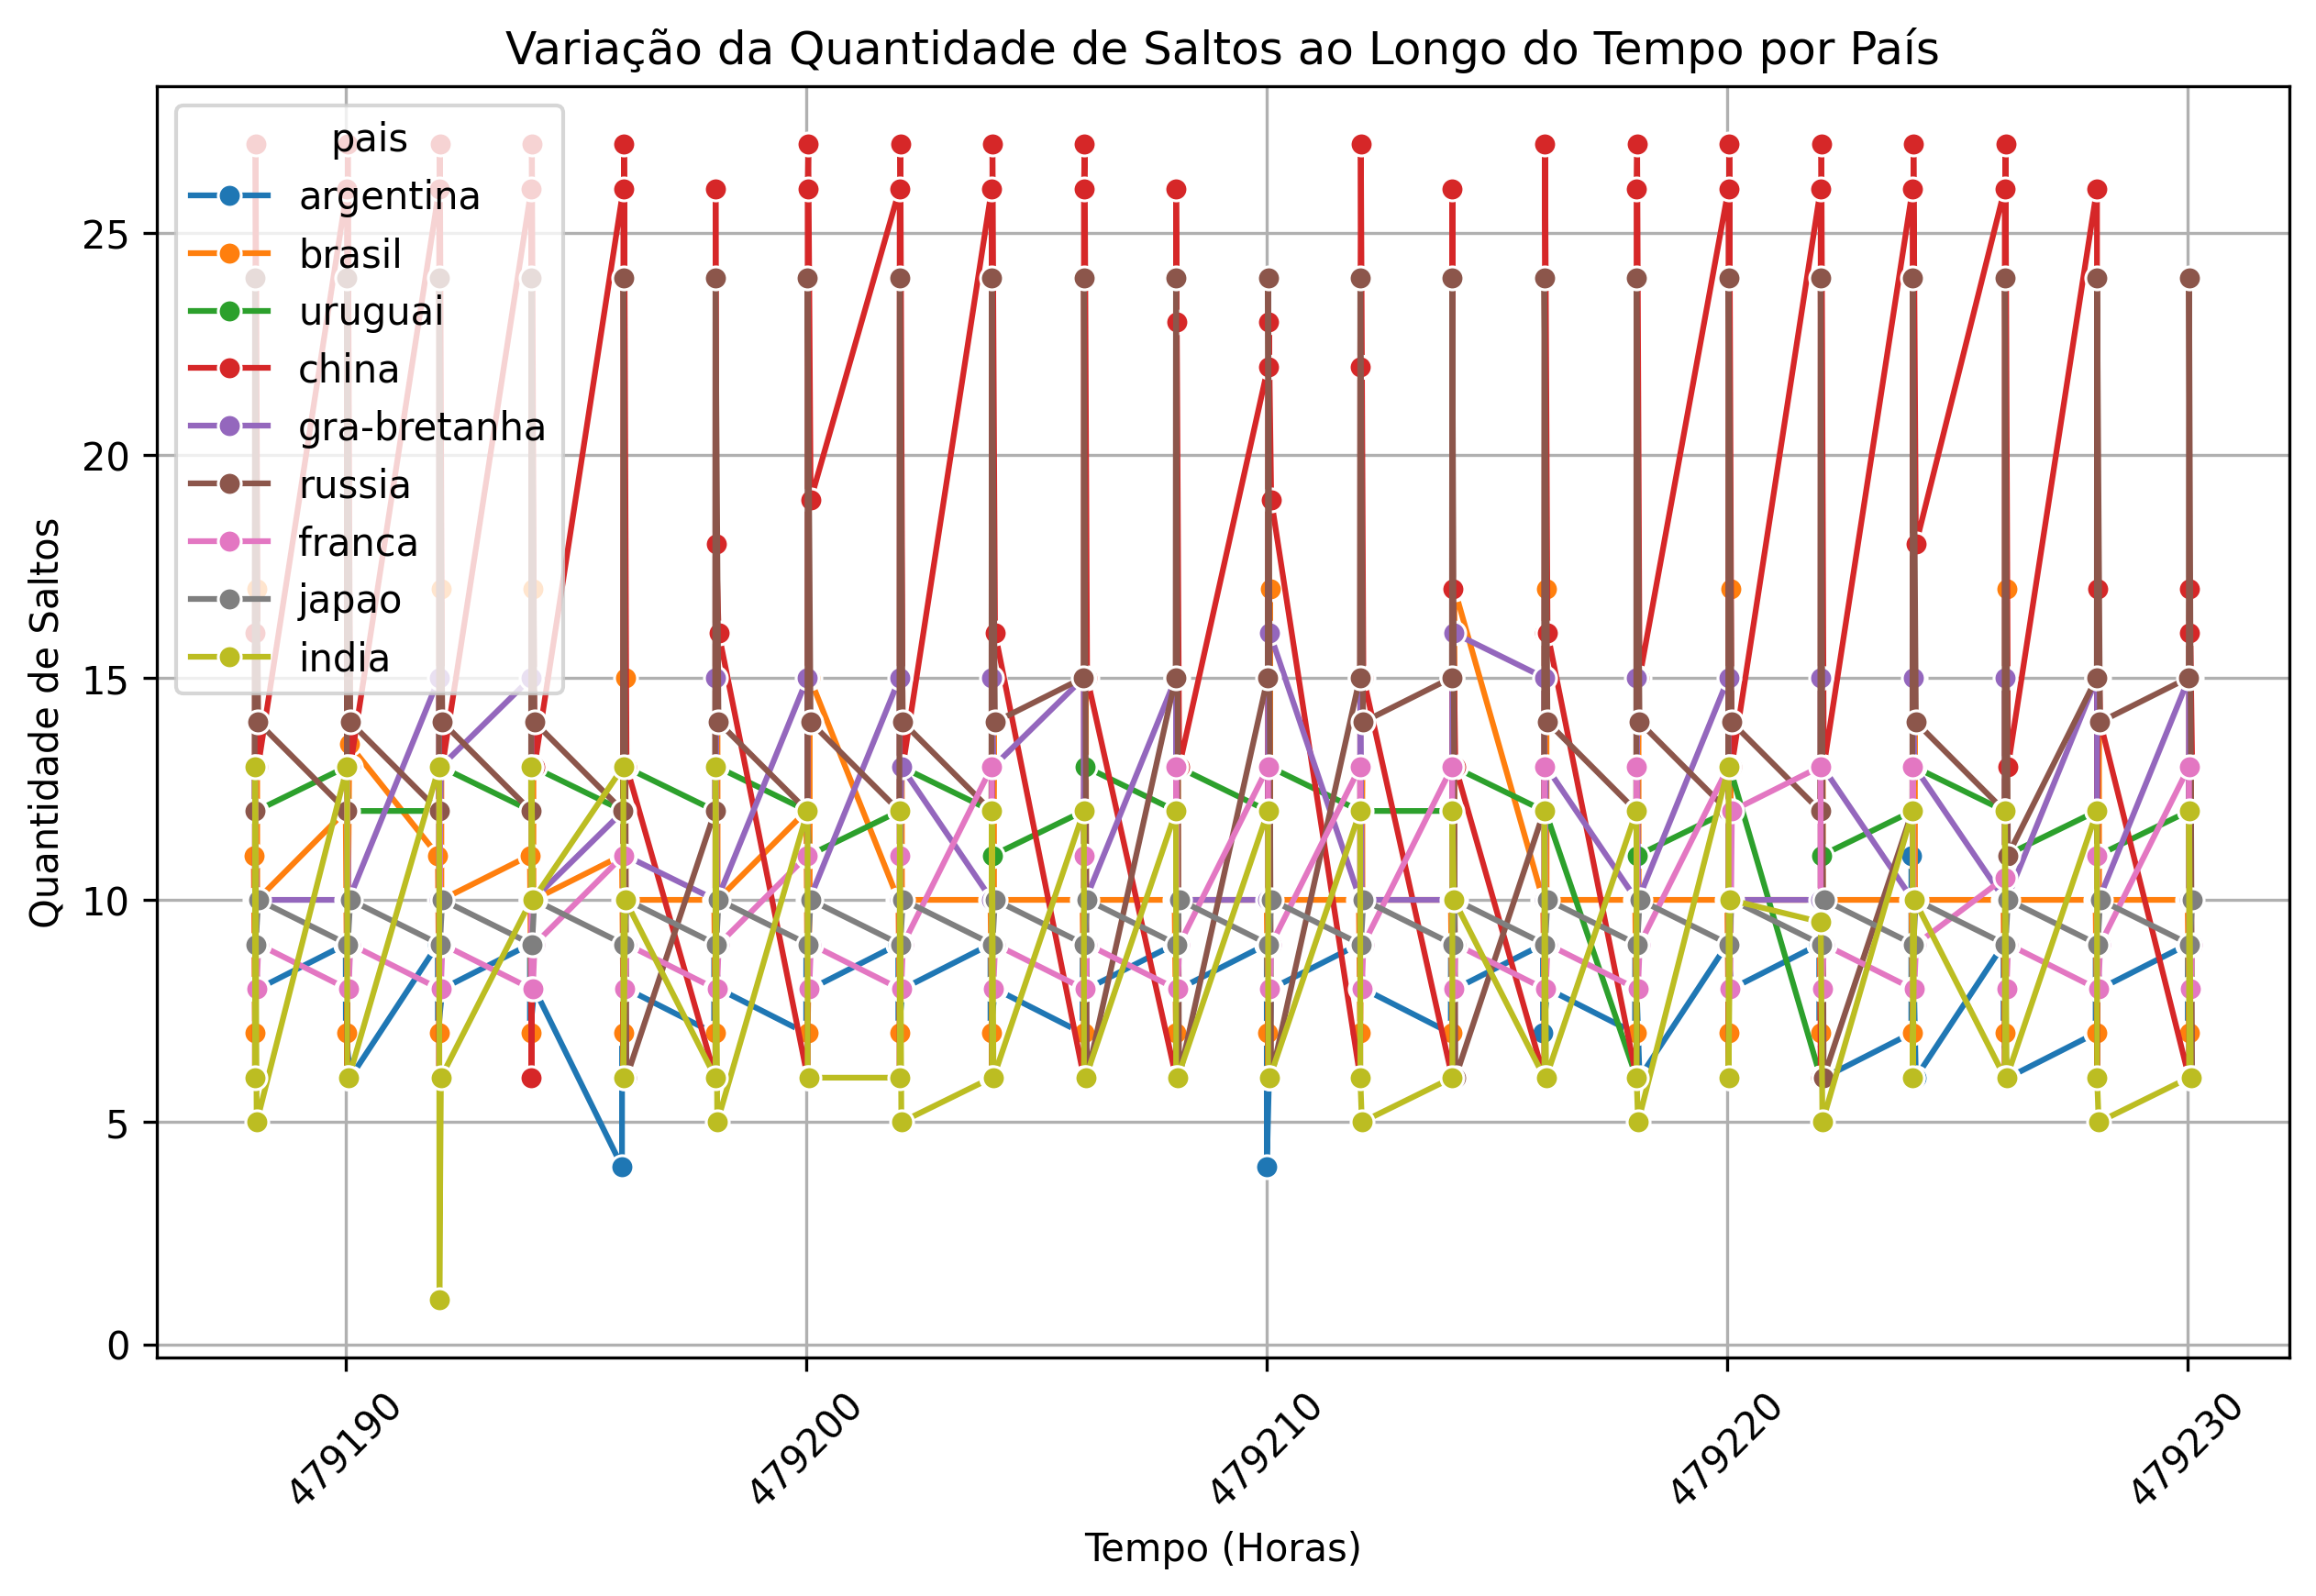 Variação da Quantidade de Saltos ao Longo do Tempo por País
pais
argentina
brasil
uruguai
china
gra-bretanha
russia
franca
japao
india
Quantidade de Saltos
25
20
15
10
5
0
479190
479200
479210
479220
479230
Tempo (Horas)